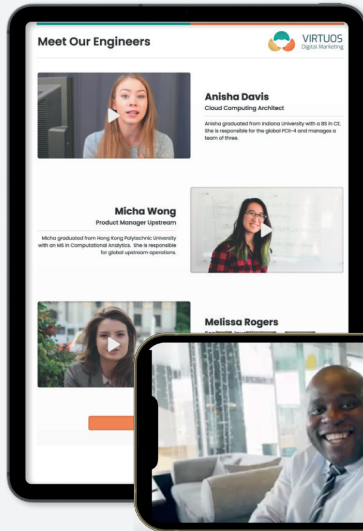 Meet Our Engineers
VIRTUOS
Digital Marketing
Anisha Davis
Cloud Computing Architect
Anisha graduated from Indiana University with a BS in CE.
She is responsible for the global PCII-4 and manages a
team of three.
Micha Wong
Product Manager Upstream
Micha graduated from Hong Kong Polytechnic University
with an MS in Computational Analytics. She is responsible
for global upstream operations.
Melissa Rogers